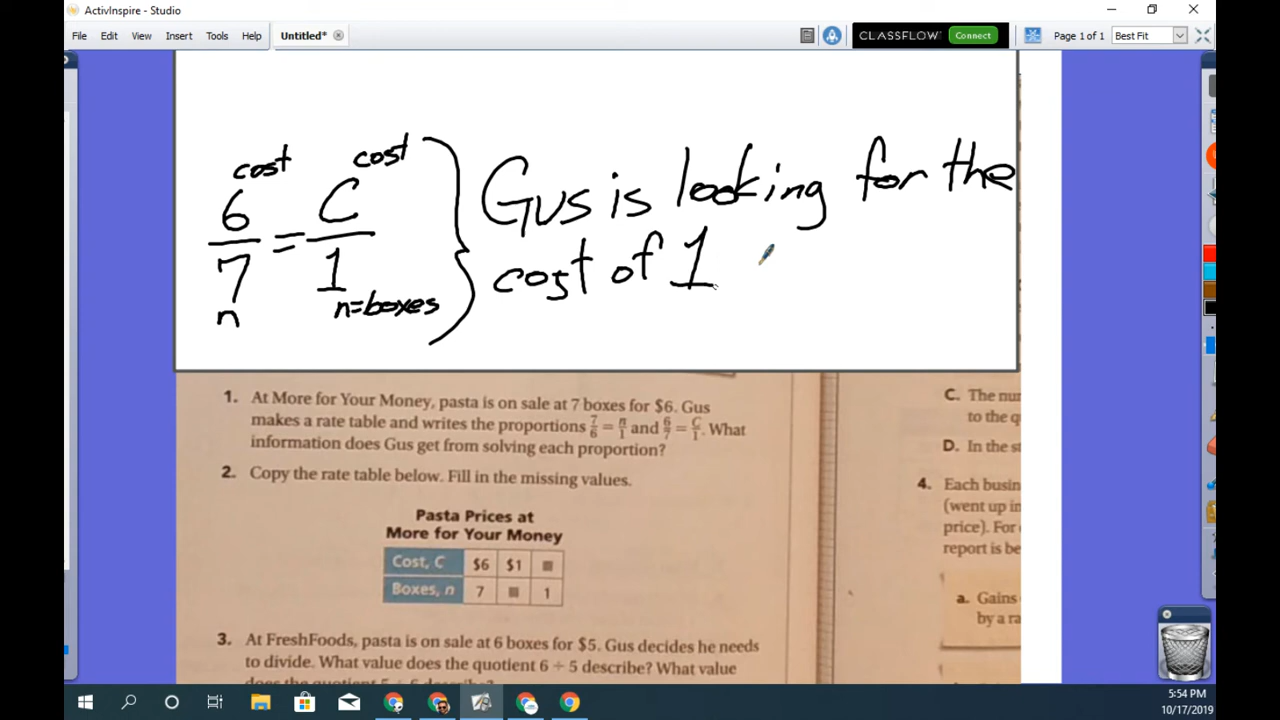 ActivInspire - Studio
File Edit View Insert Tools Help Untitled* CLASSFLOW Connect Page 1 of 1 Best Fit
cost cost
6/7 = C/1
n n=boxes
Gus is looking for the
cost of 1
1. At More for Your Money, pasta is on sale at 7 boxes for $6. Gus
makes a rate table and writes the proportions 7/6 = n/1 and 6/7 = C/1. What
information does Gus get from solving each proportion?
2. Copy the rate table below. Fill in the missing values.
Pasta Prices at
More for Your Money
Cost, C $6 $1
Boxes, n 7 1
3. At FreshFoods, pasta is on sale at 6 boxes for $5. Gus decides he needs
to divide. What value does the quotient 6 ÷ 5 describe? What value
C. The
to the
D. In the
4. Each
(went up in
price). For
report is
a. Gains
by a
5:54 PM
10/17/2019